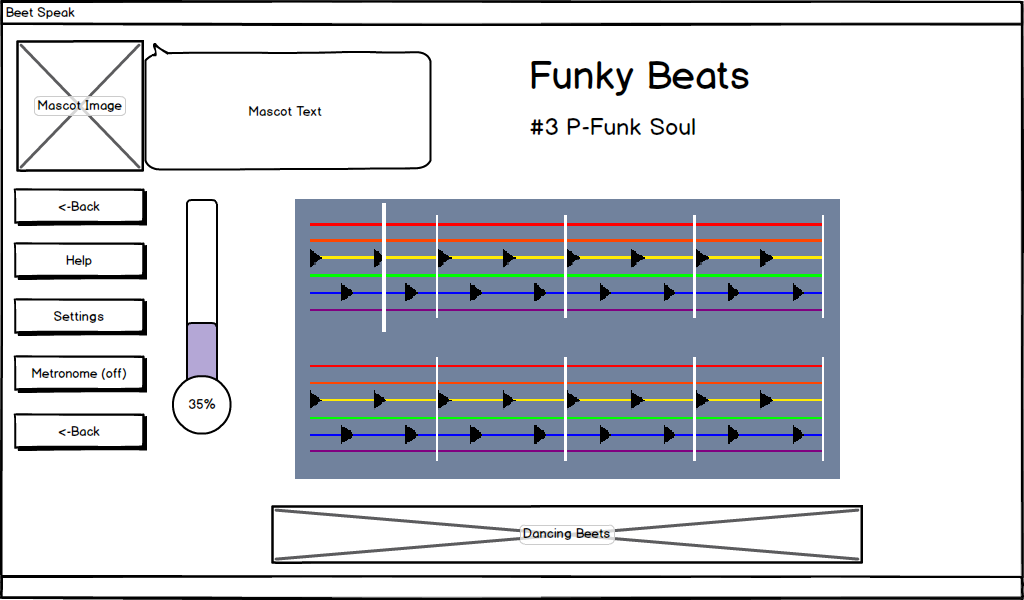 Beet Speak
Mascot Image
Mascot Text
Funky Beats
#3 P-Funk Soul
<-Back
Help
Settings
Metronome (off)
<-Back
35%
Dancing Beets